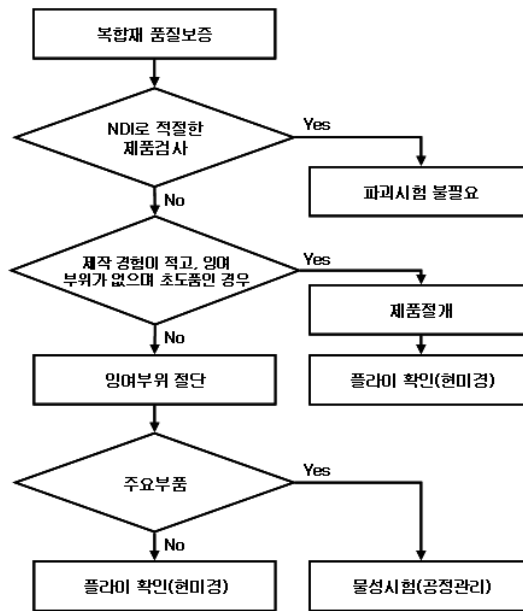 복합재 품질보증
NDI로 적절한
제품검사
Yes
파괴시험 불필요
No
제작 경험이 적고, 잉여
부위가 없으며 초도품인 경우
Yes
제품절개
No
잉여부위 절단
플라이 확인(현미경)
주요부품
Yes
No
플라이 확인(현미경)
물성시험(공정관리)